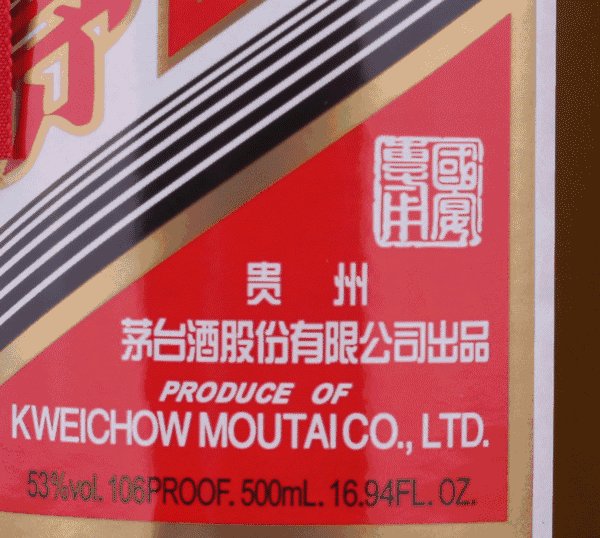 國宴
專用
贵 州
茅台酒股份有限公司出品
PRODUCE OF
KWEICHOW MOUTAI CO., LTD.
53%vol. 106PROOF. 500mL. 16.94FL. OZ.